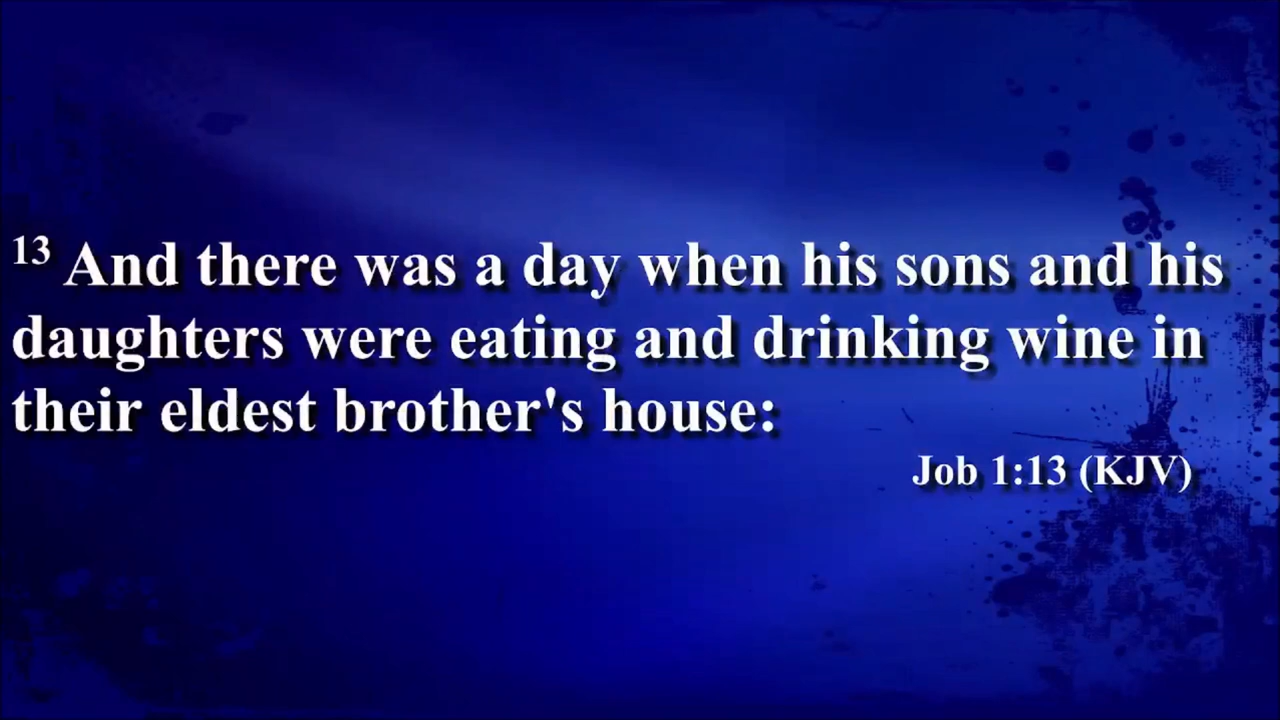 13 And there was a day when his sons and his
daughters were eating and drinking wine in
their eldest brother's house:
Job 1:13 (KJV)